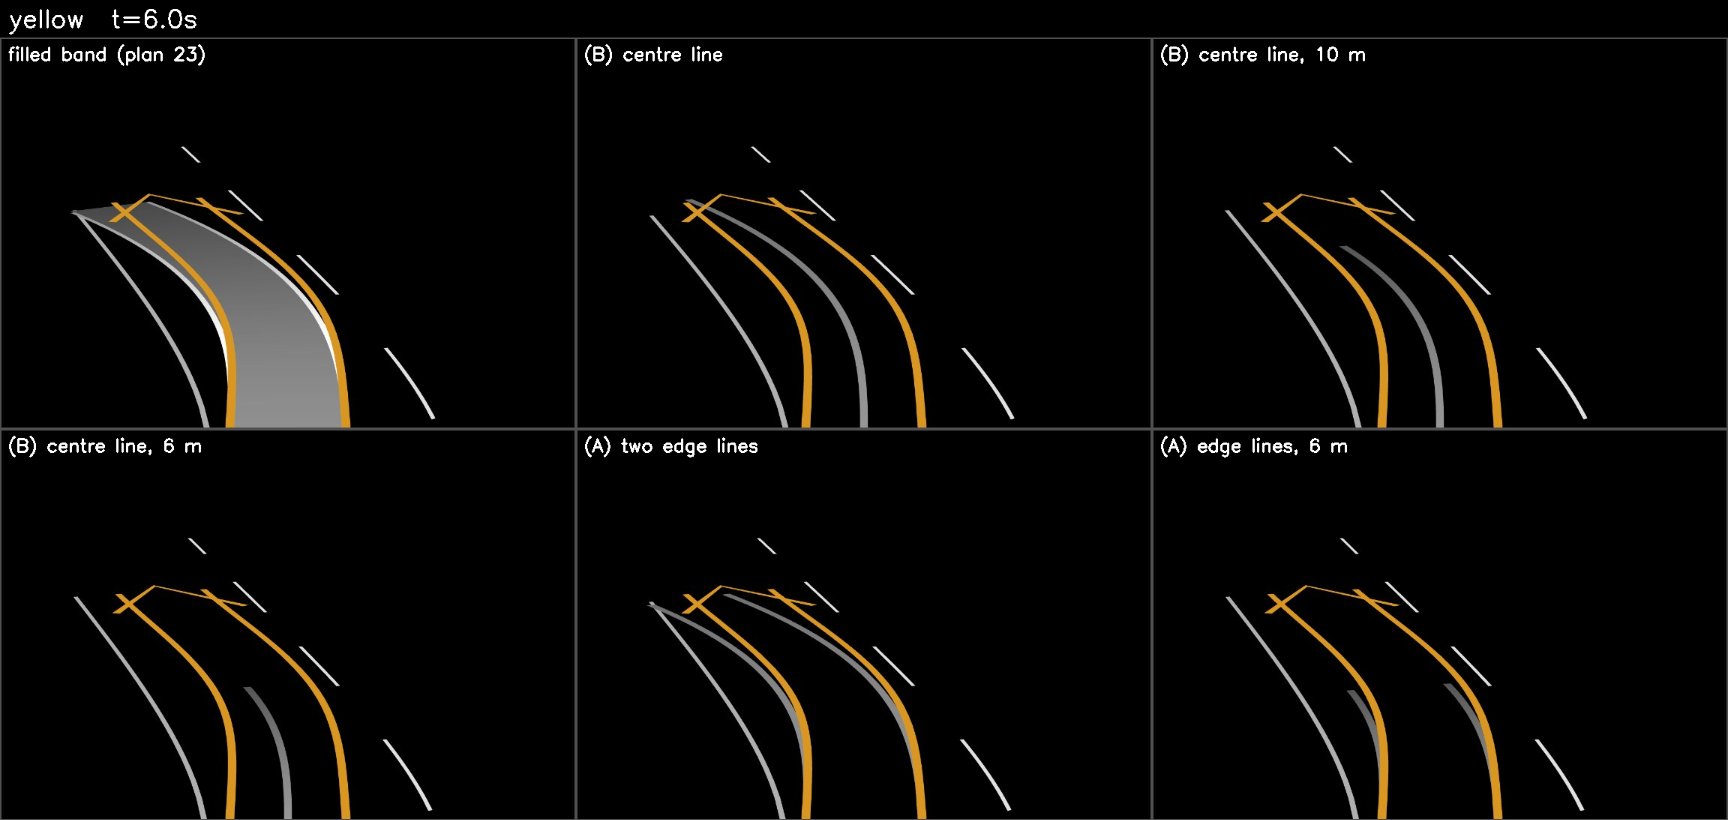 yellow t=6.0s
filled band (plan 23)
(B) centre line
(B) centre line, 10 m
(B) centre line, 6 m
(A) two edge lines
(A) edge lines, 6 m